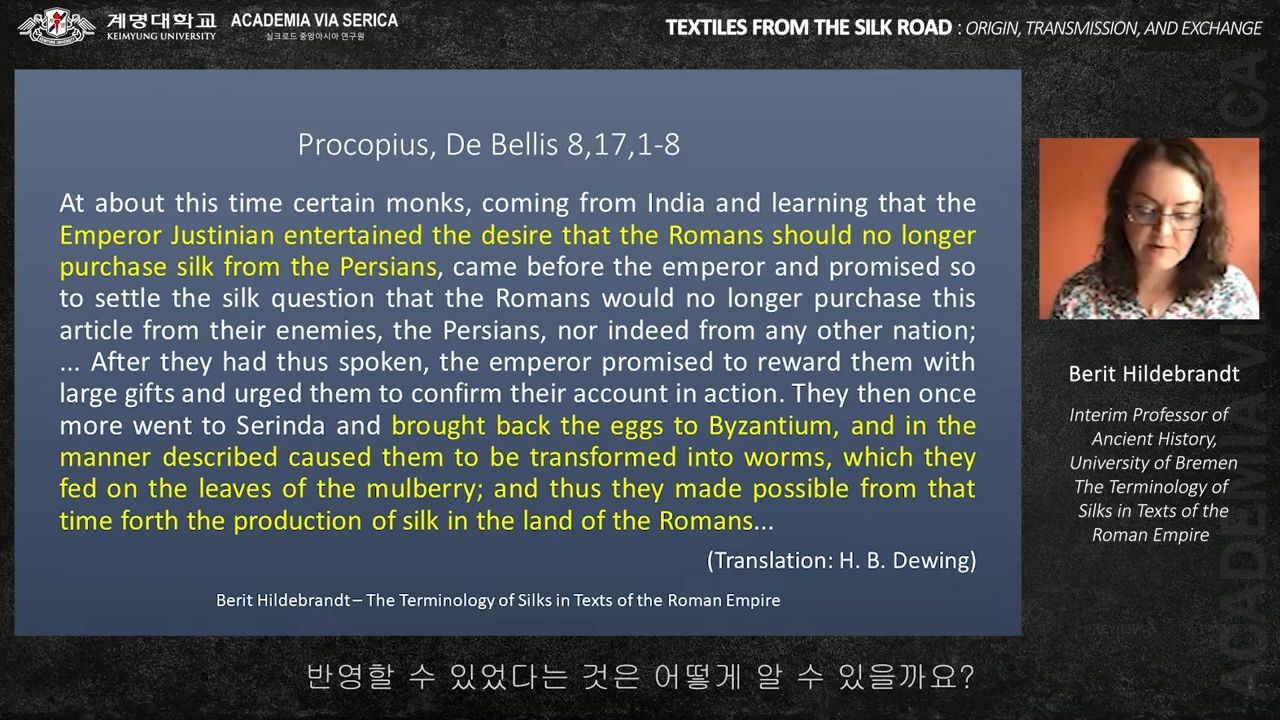 계명대학교
KEIMYUNG UNIVERSITY
ACADEMIA VIA SERICA
실크로드 중앙아시아 연구원
TEXTILES FROM THE SILK ROAD : ORIGIN, TRANSMISSION, AND EXCHANGE
Procopius, De Bellis 8,17,1-8
At about this time certain monks, coming from India and learning that the
Emperor Justinian entertained the desire that the Romans should no longer
purchase silk from the Persians, came before the emperor and promised so
to settle the silk question that the Romans would no longer purchase this
article from their enemies, the Persians, nor indeed from any other nation;
... After they had thus spoken, the emperor promised to reward them with
large gifts and urged them to confirm their account in action. They then once
more went to Serinda and brought back the eggs to Byzantium, and in the
manner described caused them to be transformed into worms, which they
fed on the leaves of the mulberry; and thus they made possible from that
time forth the production of silk in the land of the Romans...
(Translation: H. B. Dewing)
Berit Hildebrandt – The Terminology of Silks in Texts of the Roman Empire
Berit Hildebrandt
Interim Professor of
Ancient History,
University of Bremen
The Terminology of
Silks in Texts of the
Roman Empire
반영할 수 있었다는 것은 어떻게 알 수 있을까요?